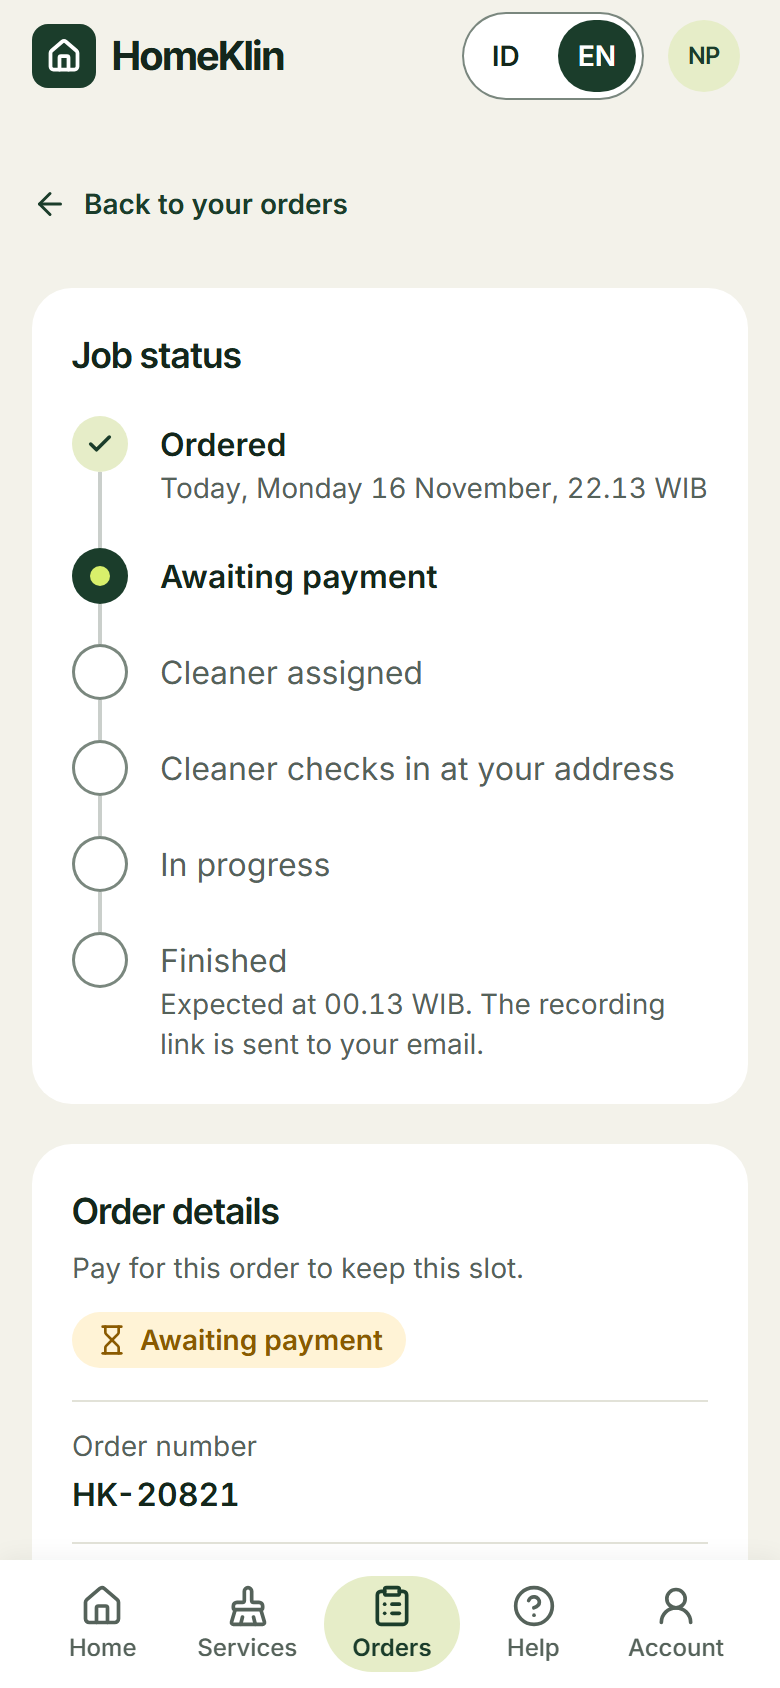 HomeKlin
ID
EN
NP
Back to your orders
Job status
Ordered
Today, Monday 16 November, 22.13 WIB
Awaiting payment
Cleaner assigned
Cleaner checks in at your address
In progress
Finished
Expected at 00.13 WIB. The recording
link is sent to your email.
Order details
Pay for this order to keep this slot.
Awaiting payment
Order number
HK-20821
Home
Services
Orders
Help
Account